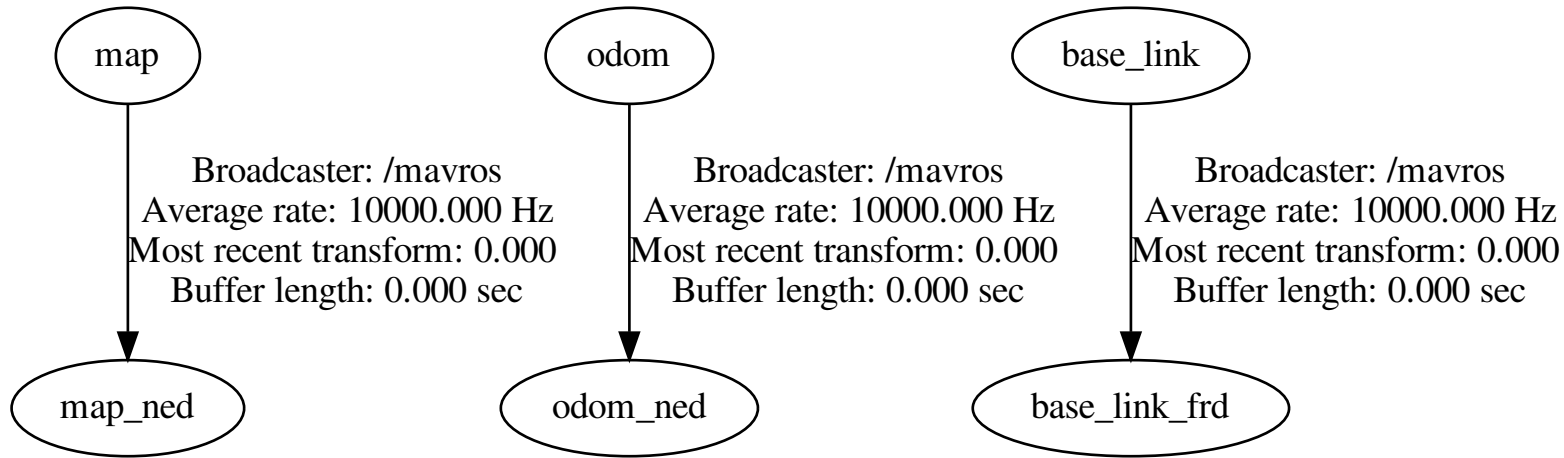 map
odom
base_link
Broadcaster: /mavros
Average rate: 10000.000 Hz
Most recent transform: 0.000
Buffer length: 0.000 sec
Broadcaster: /mavros
Average rate: 10000.000 Hz
Most recent transform: 0.000
Buffer length: 0.000 sec
Broadcaster: /mavros
Average rate: 10000.000 Hz
Most recent transform: 0.000
Buffer length: 0.000 sec
map_ned
odom_ned
base_link_frd